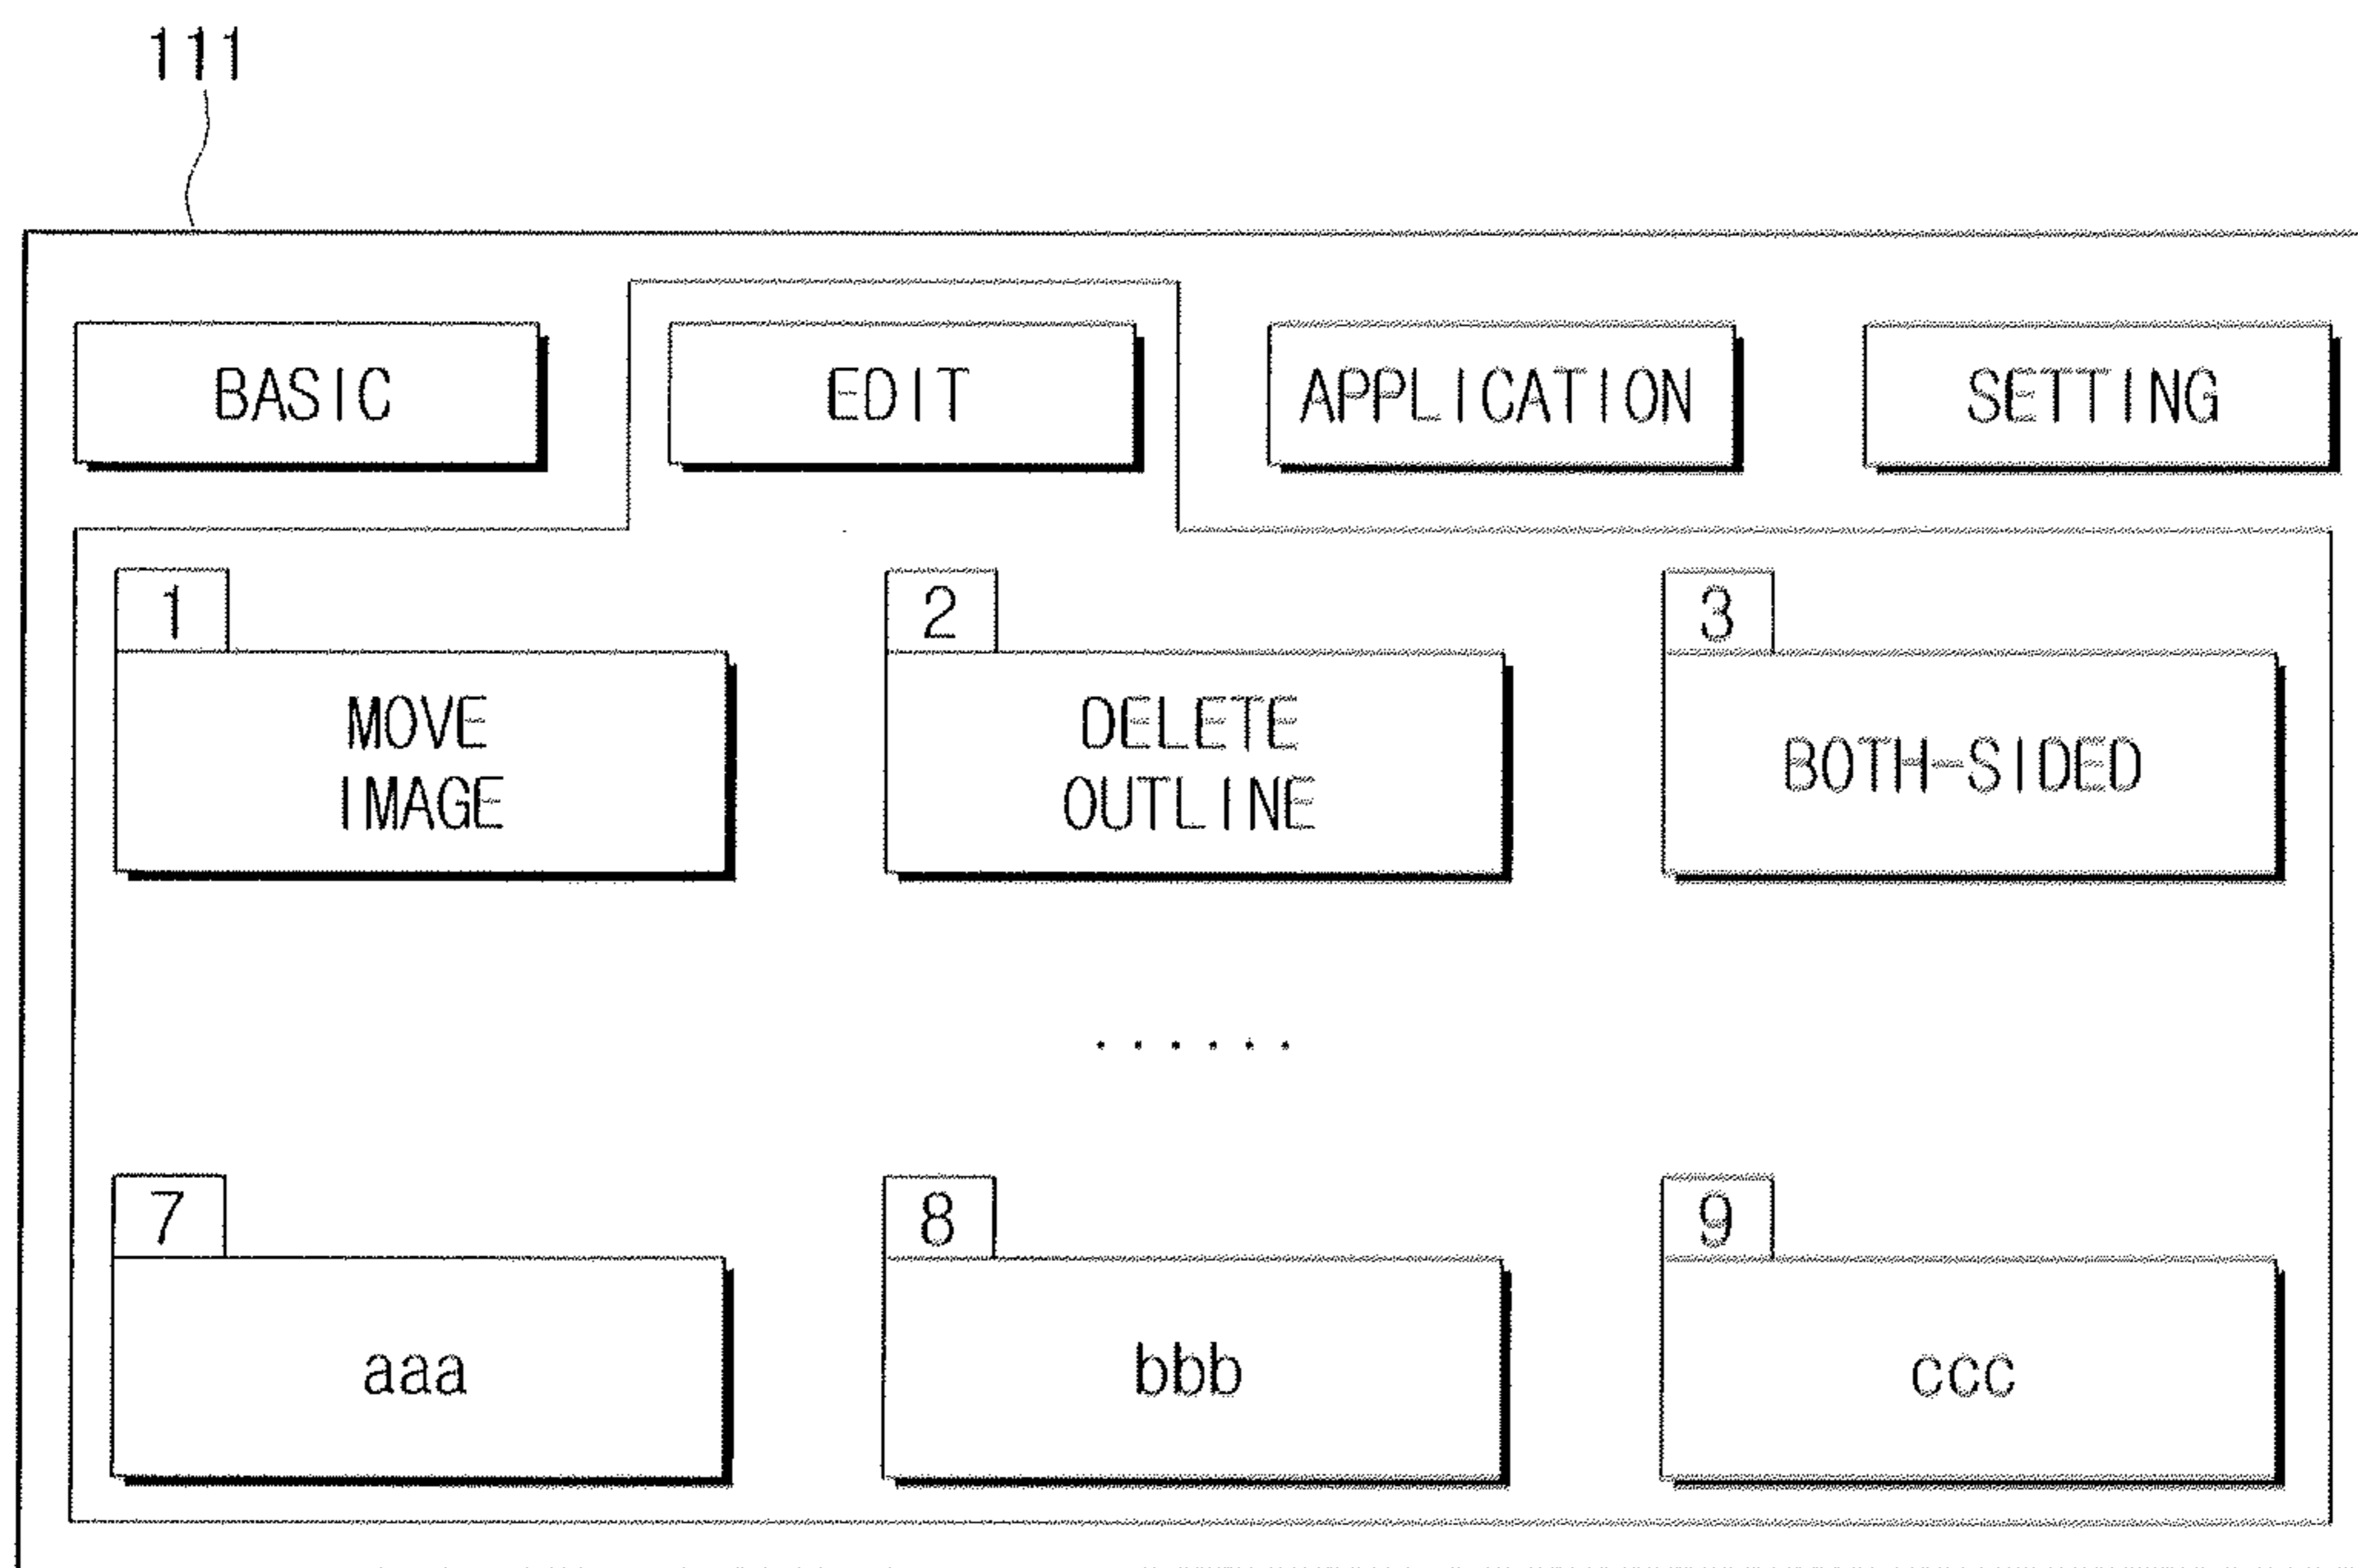 111
BASIC EDIT APPLICATION SETTING
1 2 3
MOVE
IMAGE
DELETE
OUTLINE
BOTH-SIDED
......
7 8 9
aaa bbb ccc